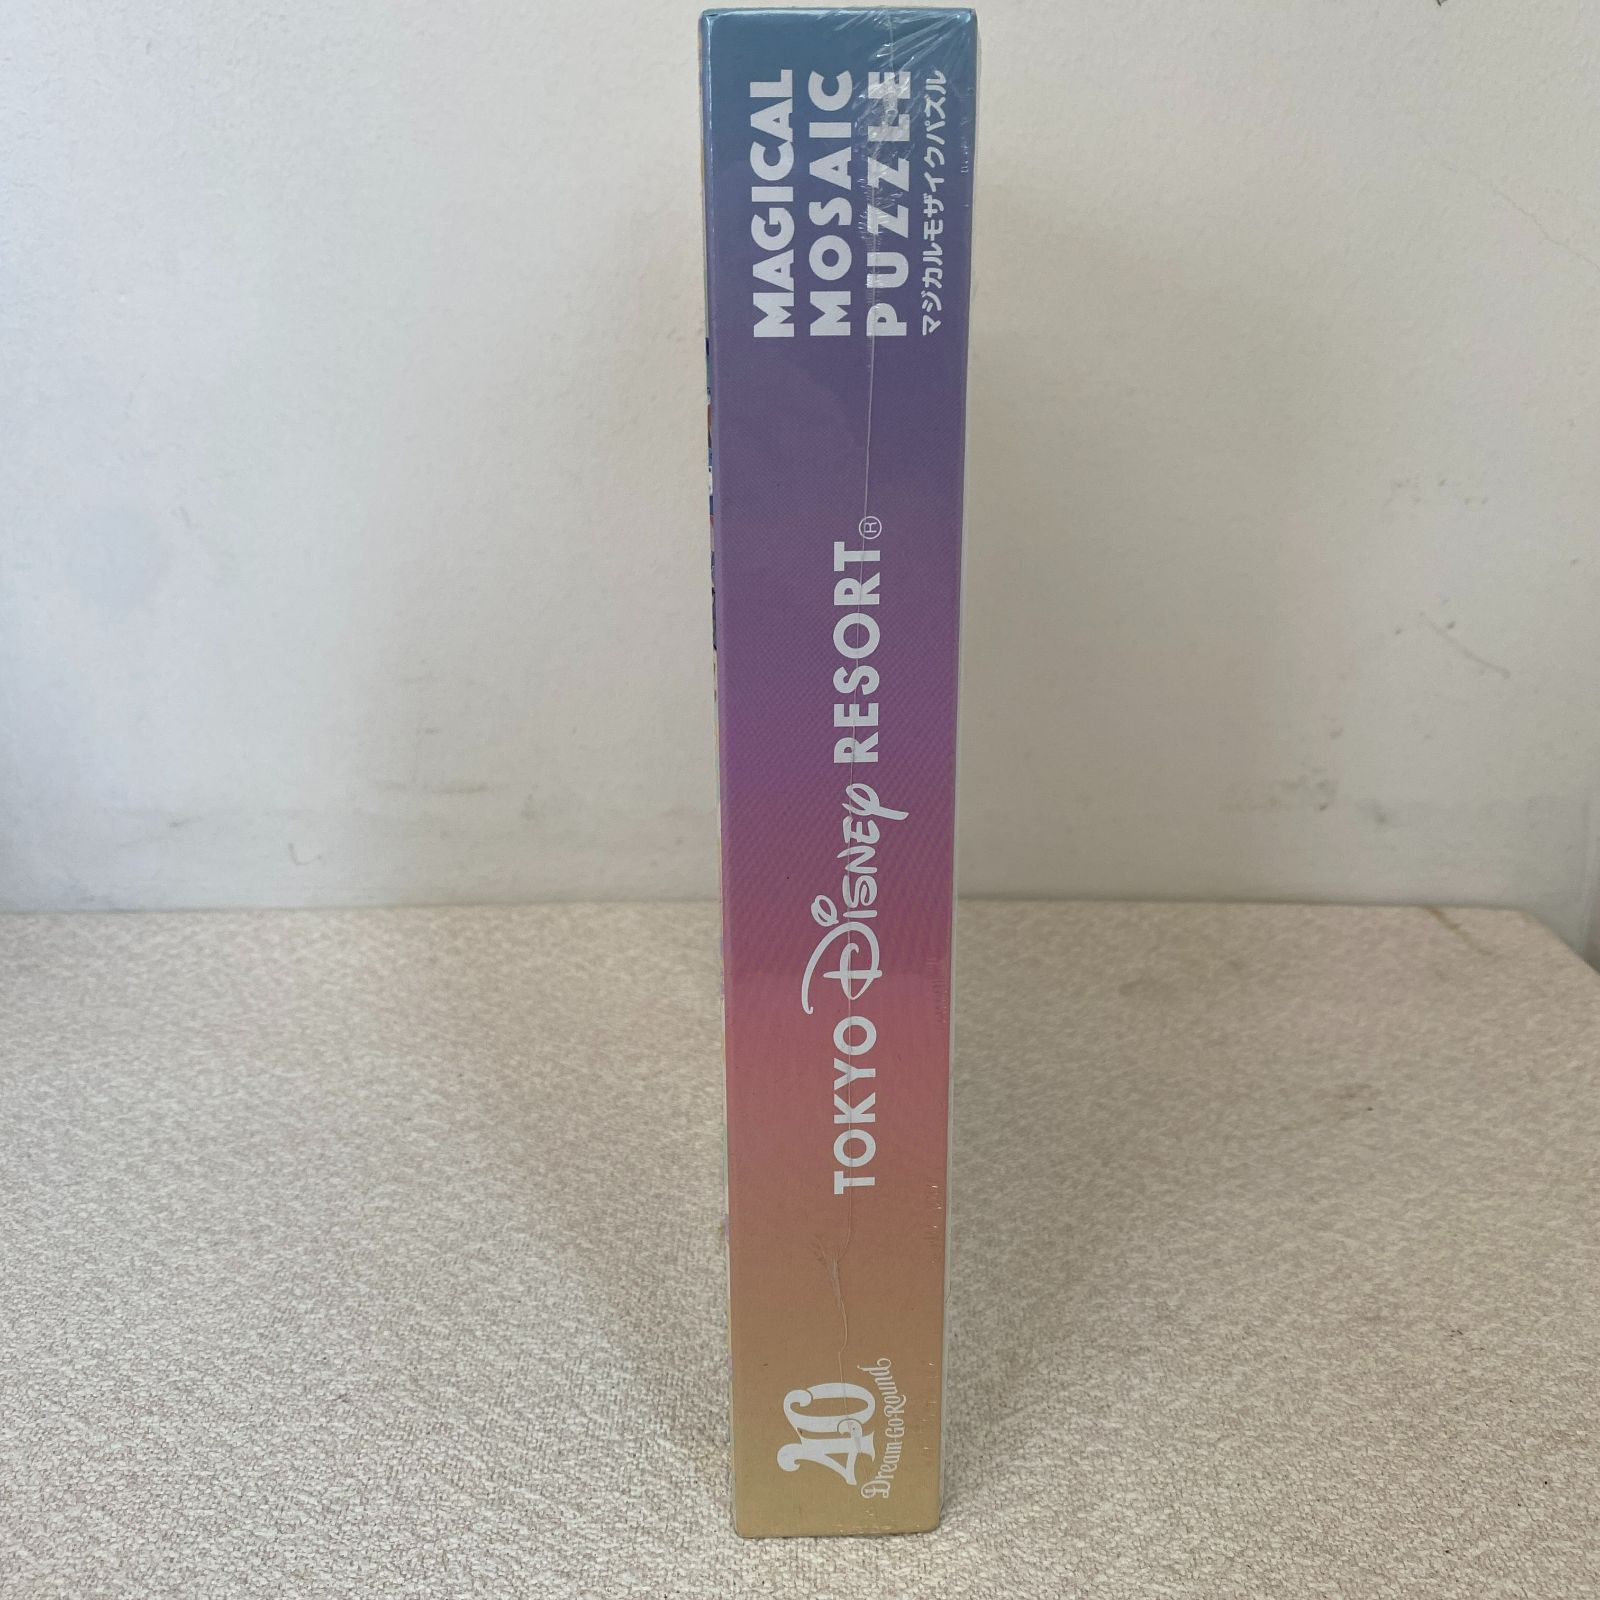 MAGICAL
MOSAIC
PUZZLE
マジカルモザイクパズル
TOKYO Disney RESORT®
40
Dream-Go-Round